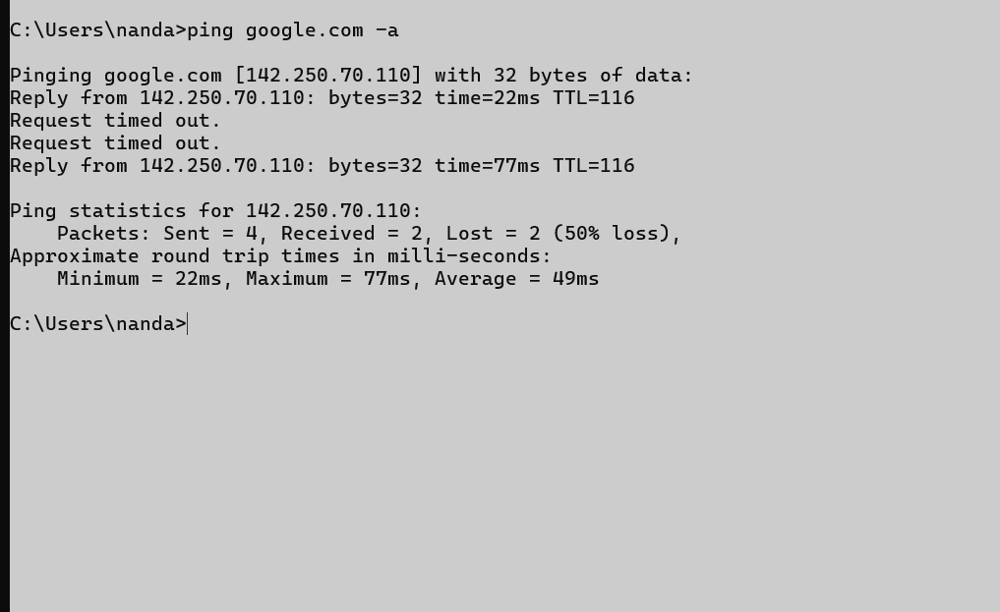 C:\Users\nanda>ping google.com -a
Pinging google.com [142.250.70.110] with 32 bytes of data:
Reply from 142.250.70.110: bytes=32 time=22ms TTL=116
Request timed out.
Request timed out.
Reply from 142.250.70.110: bytes=32 time=77ms TTL=116
Ping statistics for 142.250.70.110:
    Packets: Sent = 4, Received = 2, Lost = 2 (50% loss),
Approximate round trip times in milli-seconds:
    Minimum = 22ms, Maximum = 77ms, Average = 49ms
C:\Users\nanda>